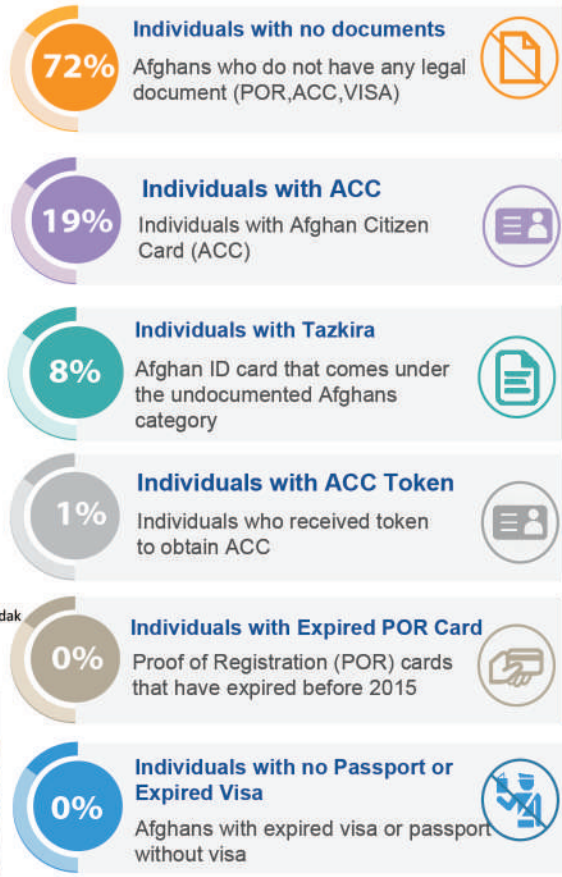 72%
Individuals with no documents
Afghans who do not have any legal
document (POR,ACC,VISA)
19%
Individuals with ACC
Individuals with Afghan Citizen
Card (ACC)
8%
Individuals with Tazkira
Afghan ID card that comes under
the undocumented Afghans
category
1%
Individuals with ACC Token
Individuals who received token
to obtain ACC
dak
0%
Individuals with Expired POR Card
Proof of Registration (POR) cards
that have expired before 2015
0%
Individuals with no Passport or
Expired Visa
Afghans with expired visa or passport
without visa